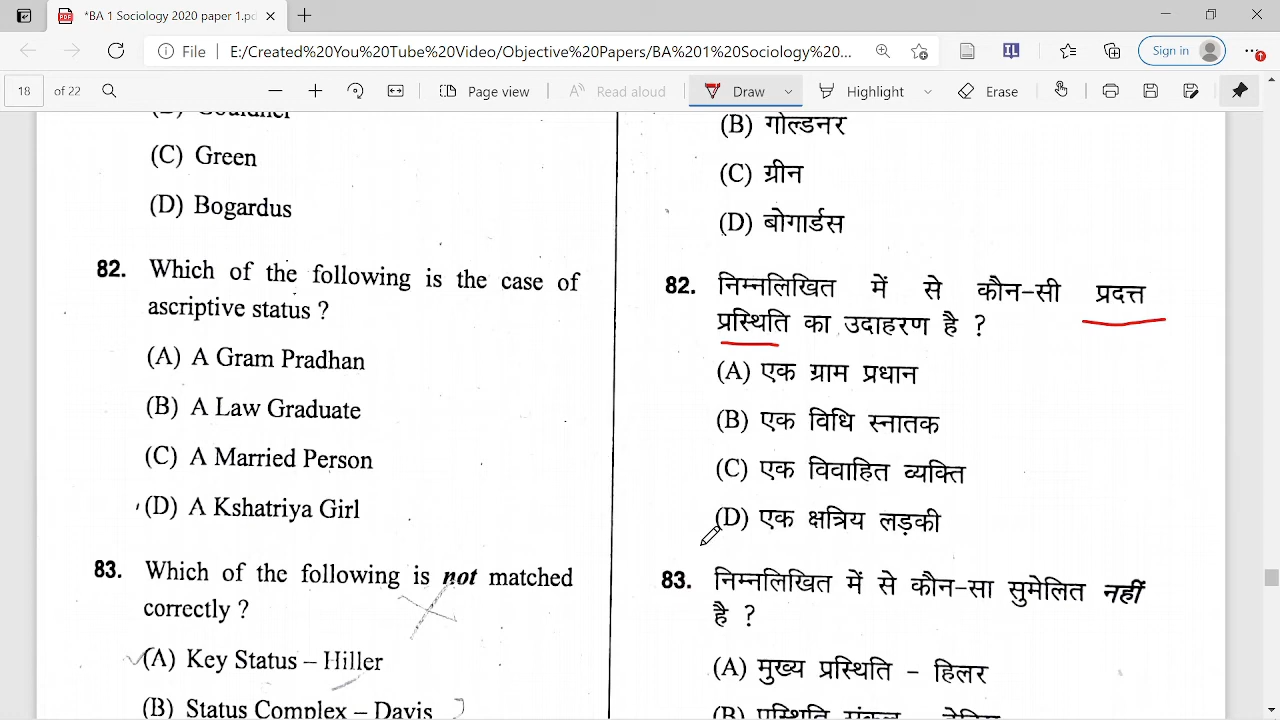 *BA 1 Sociology 2020 paper 1.pd
File
E:/Created%20You%20Tube%20Video/Objective%20Papers/BA%201%20Sociology%20...
Sign in
18 of 22
Page view
Read aloud
Draw
Highlight
Erase
(C) Green
(D) Bogardus
82. Which of the following is the case of
ascriptive status ?
(A) A Gram Pradhan
(B) A Law Graduate
(C) A Married Person
(D) A Kshatriya Girl
83. Which of the following is not matched
correctly ?
(A) Key Status – Hiller
(B) Status Complex – Davis
(B) गोल्डनर
(C) ग्रीन
(D) बोगार्डस
82. निम्नलिखित में से कौन-सी प्रदत्त
प्रस्थिति का उदाहरण है ?
(A) एक ग्राम प्रधान
(B) एक विधि स्नातक
(C) एक विवाहित व्यक्ति
(D) एक क्षत्रिय लड़की
83. निम्नलिखित में से कौन-सा सुमेलित नहीं
है ?
(A) मुख्य प्रस्थिति - हिलर